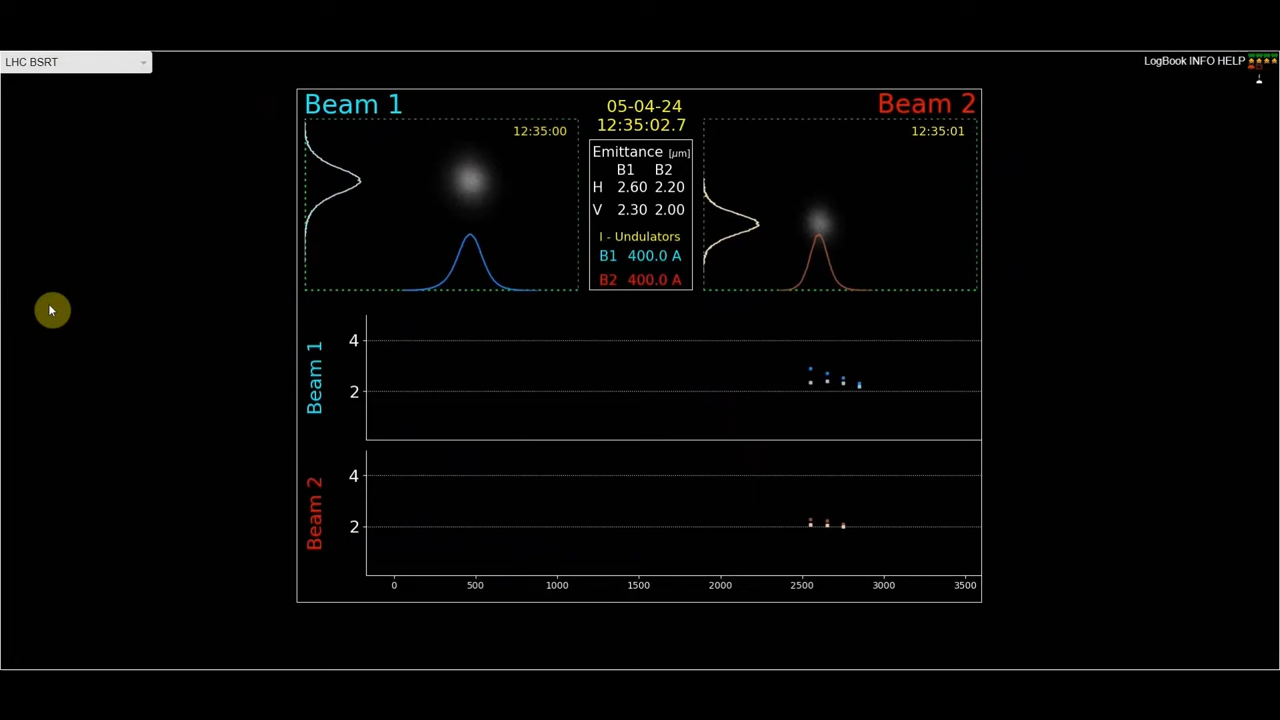 LHC BSRT
LogBook INFO HELP
Beam 1
05-04-24
12:35:02.7
Beam 2
12:35:00
12:35:01
Emittance [μm]
B1 B2
H 2.60 2.20
V 2.30 2.00
I - Undulators
B1 400.0 A
B2 400.0 A
Beam 1
4
2
Beam 2
4
2
0 500 1000 1500 2000 2500 3000 3500